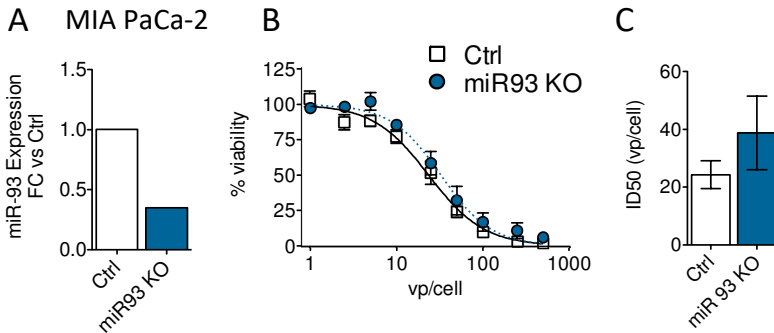 A MIA PaCa-2
miR-93 Expression
FC vs Ctrl
1.5
1.0
0.5
0.0
Ctrl
miR93 KO
B
Ctrl
miR93 KO
% viability
125
100
75
50
25
0
1 10 100 1000
vp/cell
C
ID50 (vp/cell)
60
40
20
0
Ctrl
miR 93 KO